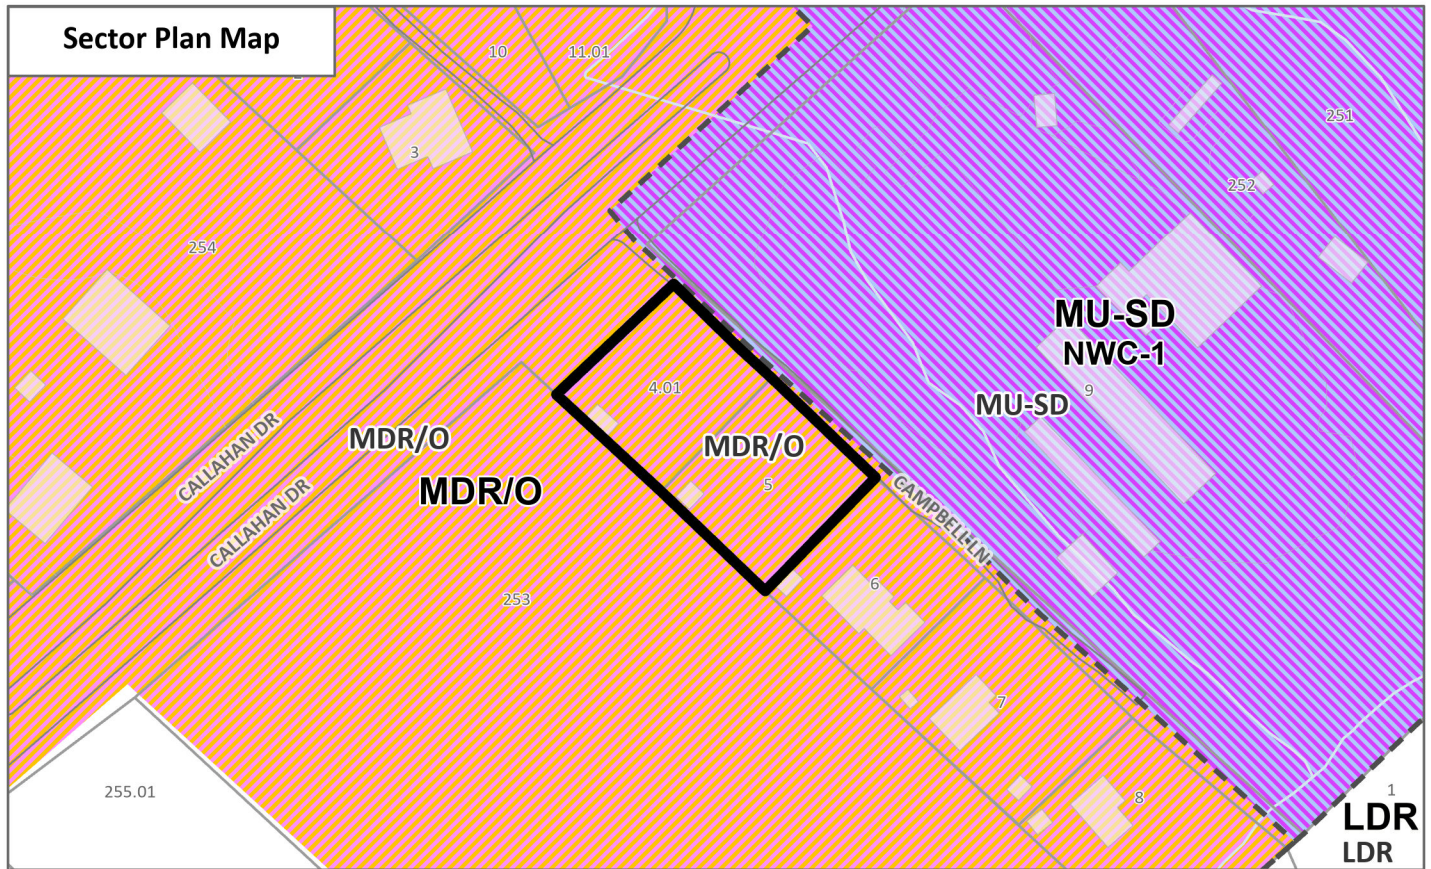 Sector Plan Map
10
11.01
3
251
252
254
MU-SD
NWC-1
4.01
9
MU-SD
MDR/O
MDR/O
CALLAHAN DR
5
MDR/O
CALLAHAN DR
CAMPBELL LN
6
253
7
255.01
8
1
LDR
LDR